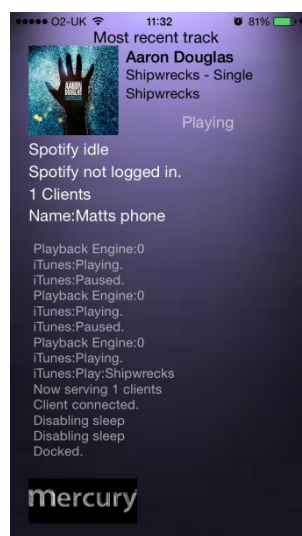 O2-UK 11:32 81%
Most recent track
Aaron Douglas
Shipwrecks - Single
Shipwrecks
Playing
Spotify idle
Spotify not logged in.
1 Clients
Name:Matts phone
Playback Engine:0
iTunes:Playing.
iTunes:Paused.
Playback Engine:0
iTunes:Playing.
iTunes:Paused.
Playback Engine:0
iTunes:Playing.
iTunes:Play:Shipwrecks
Now serving 1 clients
Client connected.
Disabling sleep
Disabling sleep
Docked.
mercury